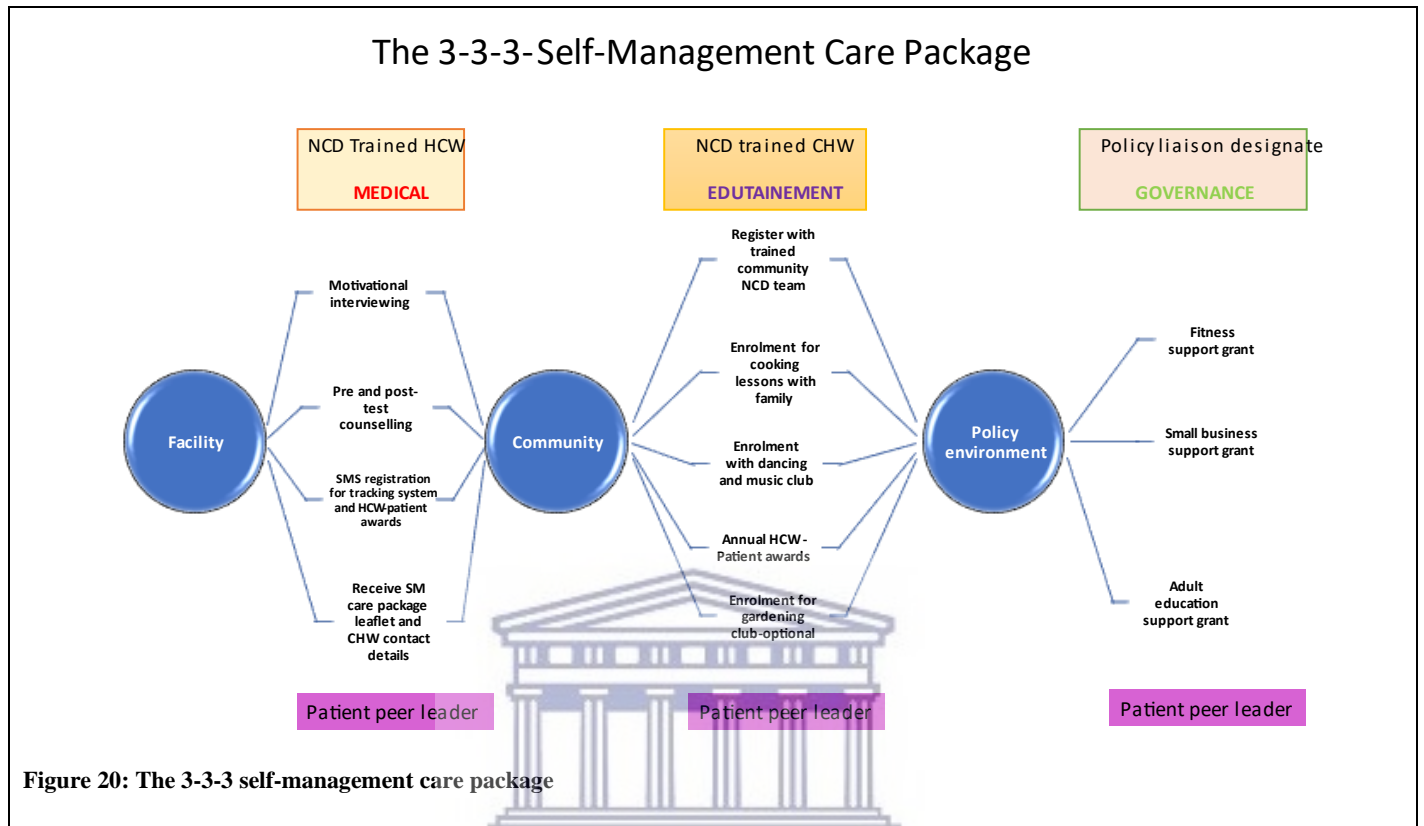 The 3-3-3-Self-Management Care Package
NCD Trained HCW
MEDICAL
NCD trained CHW
EDUTAINEMENT
Policy liaison designate
GOVERNANCE
Facility
Motivational
interviewing
Pre and post-
test
counselling
SMS registration
for tracking system
and HCW-patient
awards
Receive SM
care package
leaflet and
CHW contact
details
Community
Register with
trained
community
NCD team
Enrolment for
cooking
lessons with
family
Enrolment
with dancing
and music club
Annual HCW-
Patient awards
Enrolment for
gardening
club-optional
Policy
environment
Fitness
support grant
Small business
support grant
Adult
education
support grant
Patient peer leader
Patient peer leader
Patient peer leader
Figure 20: The 3-3-3 self-management care package